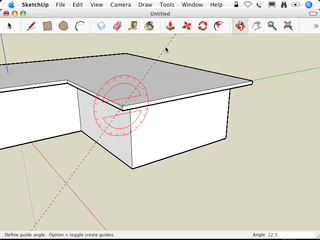 SketchUp File Edit View Camera Draw Tools Window Help
Untitled
Define guide angle. Option = toggle create guides.
Angle 22.5